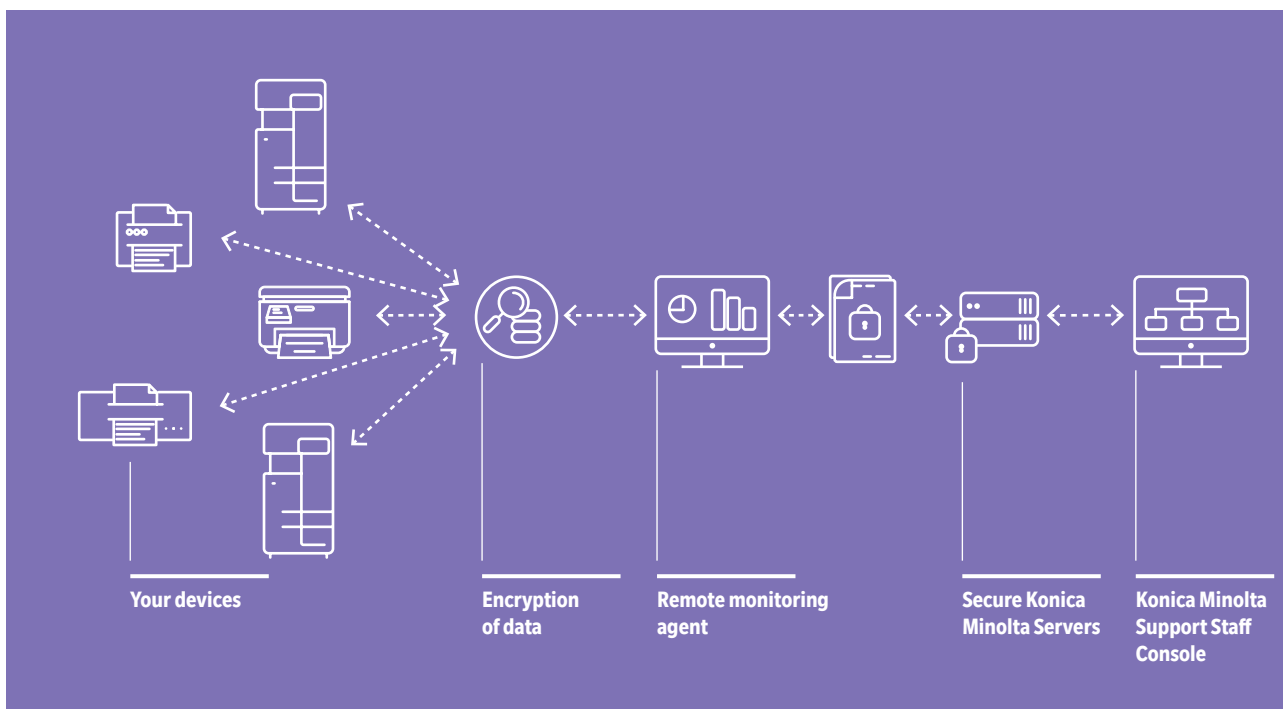 Your devices
Encryption
of data
Remote monitoring
agent
Secure Konica
Minolta Servers
Konica Minolta
Support Staff
Console